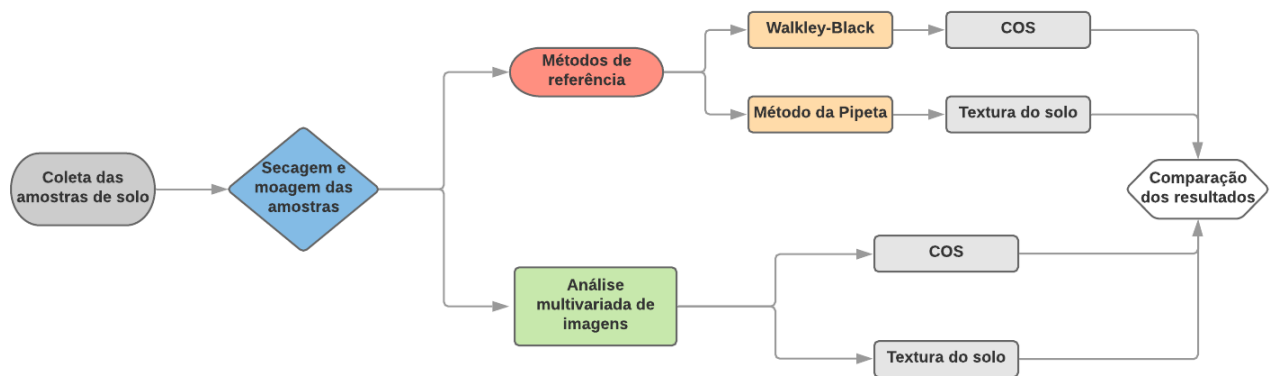 Coleta das
amostras de solo
Secagem e
moagem das
amostras
Métodos de
referência
Walkley-Black
COS
Método da Pipeta
Textura do solo
Análise
multivariada de
imagens
COS
Textura do solo
Comparação
dos resultados